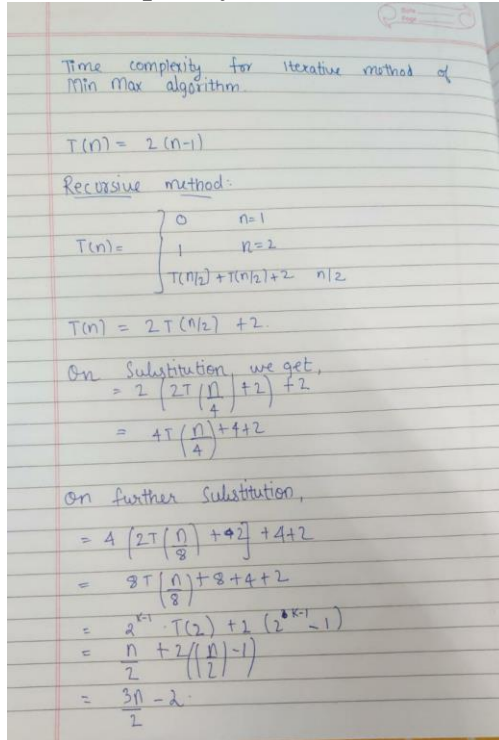 Time complexity for iterative method of
Min Max algorithm.
T(n) = 2(n-1)
Recursive method:
0 n=1
T(n)= 1 n=2
T(n/2)+T(n/2)+2 n/2
T(n) = 2T(n/2) +2.
On Substitution, we get,
= 2 (2T(n/4)+2) +2
= 4T(n/4)+4+2
on further Substitution,
= 4 [2T(n/8) +2] +4+2
= 8T(n/8)+8+4+2
= 2^(K-1) · T(2) + 2 (2^(K-1) -1)
= n/2 + 2((n/2)-1)
= 3n/2 - 2.